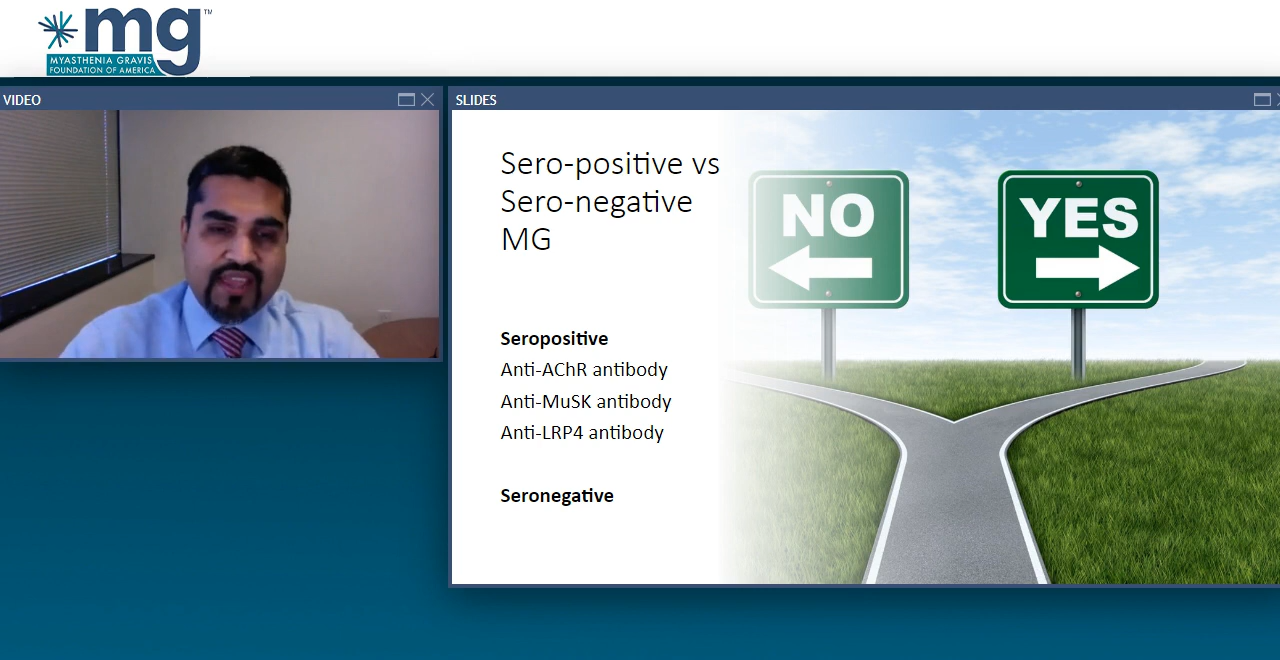 mg™
MYASTHENIA GRAVIS
FOUNDATION OF AMERICA
VIDEO
SLIDES
Sero-positive vs
Sero-negative
MG
NO
YES
Seropositive
Anti-AChR antibody
Anti-MuSK antibody
Anti-LRP4 antibody
Seronegative